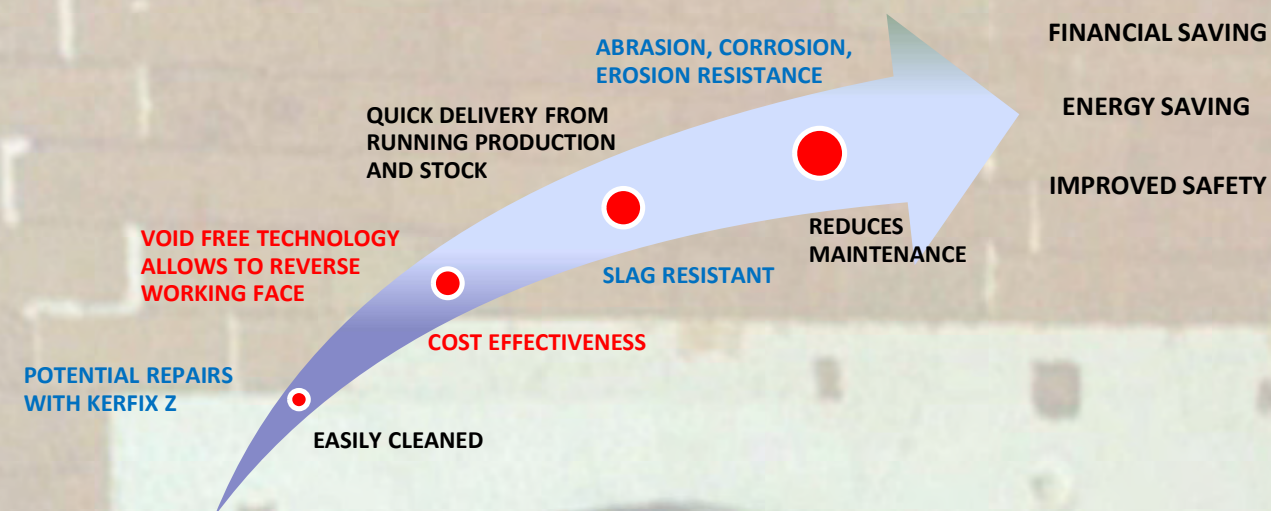 FINANCIAL SAVING
ENERGY SAVING
IMPROVED SAFETY
ABRASION, CORROSION,
EROSION RESISTANCE
QUICK DELIVERY FROM
RUNNING PRODUCTION
AND STOCK
REDUCES
MAINTENANCE
VOID FREE TECHNOLOGY
ALLOWS TO REVERSE
WORKING FACE
SLAG RESISTANT
COST EFFECTIVENESS
POTENTIAL REPAIRS
WITH KERFIX Z
EASILY CLEANED